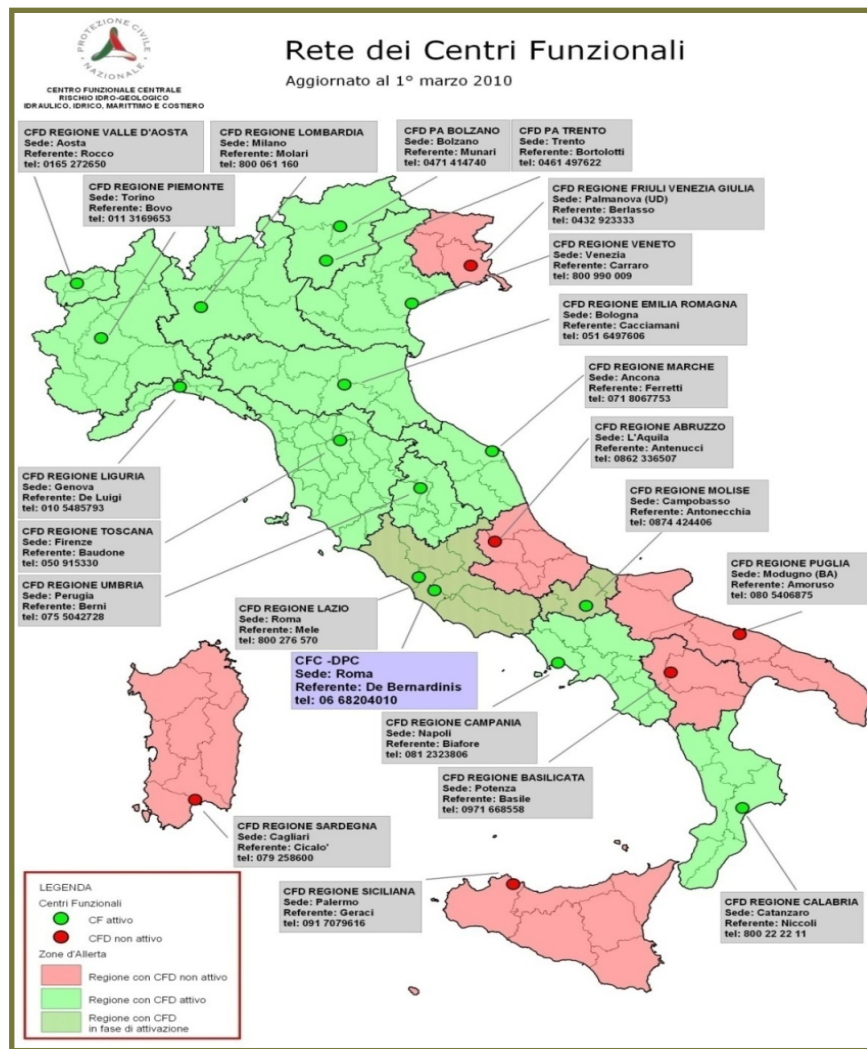 PROTEZIONE CIVILE
NAZIONALE
CENTRO FUNZIONALE CENTRALE
RISCHIO IDRO-GEOLOGICO
IDRAULICO, IDRICO, MARITTIMO E COSTIERO
Rete dei Centri Funzionali
Aggiornato al 1° marzo 2010
CFD REGIONE VALLE D'AOSTA
Sede: Aosta
Referente: Rocco
tel: 0165 272650
CFD REGIONE LOMBARDIA
Sede: Milano
Referente: Molari
tel: 800 061 160
CFD PA BOLZANO
Sede: Bolzano
Referente: Munari
tel: 0471 414740
CFD PA TRENTO
Sede: Trento
Referente: Bortolotti
tel: 0461 497622
CFD REGIONE PIEMONTE
Sede: Torino
Referente: Bovo
tel: 011 3169653
CFD REGIONE FRIULI VENEZIA GIULIA
Sede: Palmanova (UD)
Referente: Berlasso
tel: 0432 923333
CFD REGIONE VENETO
Sede: Venezia
Referente: Carraro
tel: 800 990 009
CFD REGIONE EMILIA ROMAGNA
Sede: Bologna
Referente: Cacciamani
tel: 051 6497606
CFD REGIONE MARCHE
Sede: Ancona
Referente: Ferretti
tel: 071 8067753
CFD REGIONE ABRUZZO
Sede: L'Aquila
Referente: Antenucci
tel: 0862 336507
CFD REGIONE LIGURIA
Sede: Genova
Referente: De Luigi
tel: 010 5485793
CFD REGIONE MOLISE
Sede: Campobasso
Referente: Antonecchia
tel: 0874 424406
CFD REGIONE TOSCANA
Sede: Firenze
Referente: Baudone
tel: 050 915330
CFD REGIONE PUGLIA
Sede: Modugno (BA)
Referente: Amoruso
tel: 080 5406875
CFD REGIONE UMBRIA
Sede: Perugia
Referente: Berni
tel: 075 5042728
CFD REGIONE LAZIO
Sede: Roma
Referente: Mele
tel: 800 276 570
CFC -DPC
Sede: Roma
Referente: De Bernardinis
tel: 06 68204010
CFD REGIONE CAMPANIA
Sede: Napoli
Referente: Biafore
tel: 081 2323806
CFD REGIONE BASILICATA
Sede: Potenza
Referente: Basile
tel: 0971 668558
CFD REGIONE SARDEGNA
Sede: Cagliari
Referente: Cicalo'
tel: 079 258600
CFD REGIONE SICILIANA
Sede: Palermo
Referente: Geraci
tel: 091 7079616
CFD REGIONE CALABRIA
Sede: Catanzaro
Referente: Niccoli
tel: 800 22 22 11
LEGENDA
Centri Funzionali
CF attivo
CFD non attivo
Zone d'Allerta
Regione con CFD non attivo
Regione con CFD attivo
Regione con CFD
in fase di attivazione